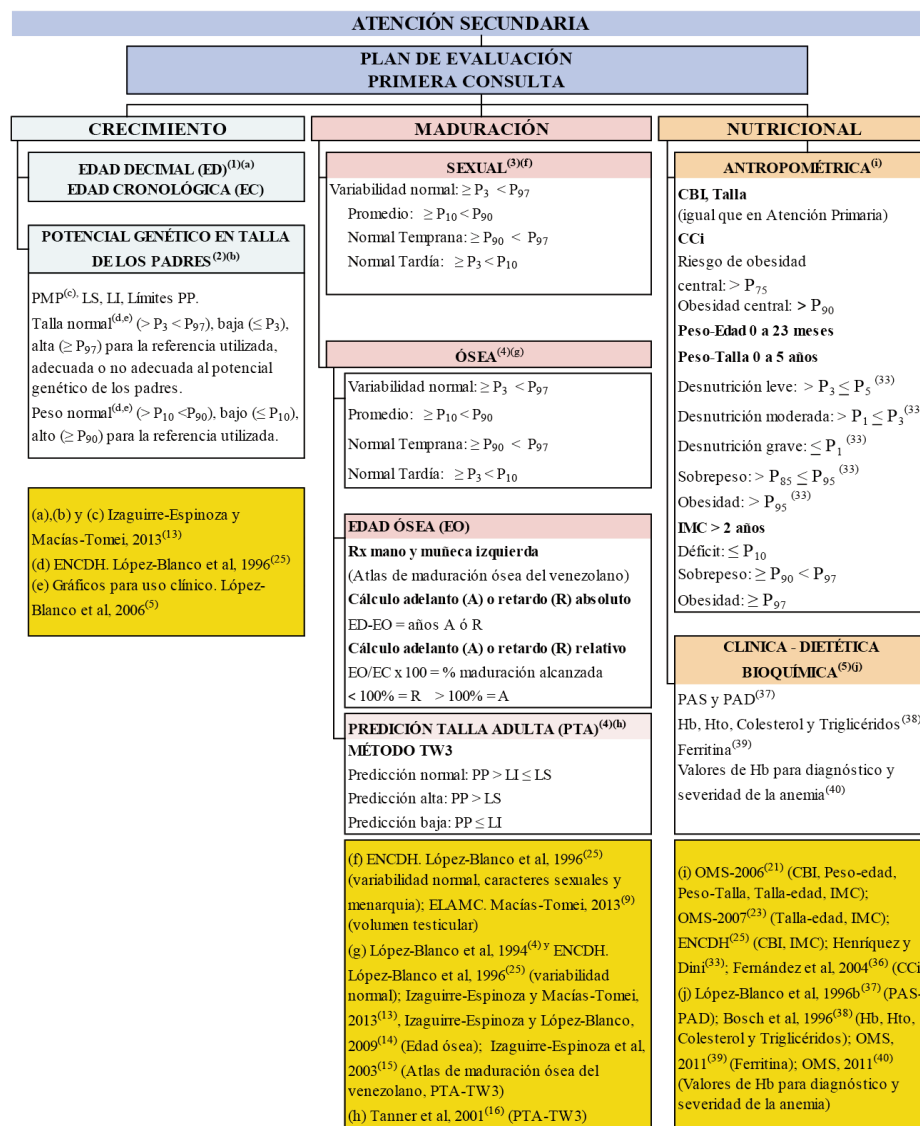 ATENCIÓN SECUNDARIA
PLAN DE EVALUACIÓN
PRIMERA CONSULTA
CRECIMIENTO
EDAD DECIMAL (ED)(1)(a)
EDAD CRONOLÓGICA (EC)
POTENCIAL GENÉTICO EN TALLA
DE LOS PADRES(2)(b)
PMP(c), LS, LI, Límites PP.
Talla normal(d,e) (> P3 < P97), baja (≤ P3),
alta (≥ P97) para la referencia utilizada,
adecuada o no adecuada al potencial
genético de los padres.
Peso normal(d,e) (> P10 <P90), bajo (≤ P10),
alto (≥ P90) para la referencia utilizada.
(a),(b) y (c) Izaguirre-Espinoza y
Macías-Tomei, 2013(13)
(d) ENCDH. López-Blanco et al, 1996(25)
(e) Gráficos para uso clínico. López-
Blanco et al, 2006(5)
MADURACIÓN
SEXUAL(3)(f)
Variabilidad normal: ≥ P3 < P97
Promedio: ≥ P10 < P90
Normal Temprana: ≥ P90 < P97
Normal Tardía: ≥ P3 < P10
ÓSEA(4)(g)
Variabilidad normal: ≥ P3 < P97
Promedio: ≥ P10 < P90
Normal Temprana: ≥ P90 < P97
Normal Tardía: ≥ P3 < P10
EDAD ÓSEA (EO)
Rx mano y muñeca izquierda
(Atlas de maduración ósea del venezolano)
Cálculo adelanto (A) o retardo (R) absoluto
ED-EO = años A ó R
Cálculo adelanto (A) o retardo (R) relativo
EO/EC x 100 = % maduración alcanzada
< 100% = R > 100% = A
PREDICIÓN TALLA ADULTA (PTA)(4)(h)
MÉTODO TW3
Predicción normal: PP > LI ≤ LS
Predicción alta: PP > LS
Predicción baja: PP ≤ LI
(f) ENCDH. López-Blanco et al, 1996(25)
(variabilidad normal, caracteres sexuales y
menarquia); ELAMC. Macías-Tomei, 2013(9)
(volumen testicular)
(g) López-Blanco et al, 1994(4) y ENCDH.
López-Blanco et al, 1996(25) (variabilidad
normal); Izaguirre-Espinoza y Macías-Tomei,
2013(13), Izaguirre-Espinoza y López-Blanco,
2009(14) (Edad ósea); Izaguirre-Espinoza et al,
2003(15) (Atlas de maduración ósea del
venezolano, PTA-TW3)
(h) Tanner et al, 2001(16) (PTA-TW3)
NUTRICIONAL
ANTROPOMÉTRICA(i)
CBI, Talla
(igual que en Atención Primaria)
CCi
Riesgo de obesidad
central: > P75
Obesidad central: > P90
Peso-Edad 0 a 23 meses
Peso-Talla 0 a 5 años
Desnutrición leve: > P3 ≤ P5 (33)
Desnutrición moderada: > P1 ≤ P3(33
Desnutrición grave: ≤ P1 (33)
Sobrepeso: > P85 ≤ P95 (33)
Obesidad: > P95 (33)
IMC > 2 años
Déficit: ≤ P10
Sobrepeso: ≥ P90 < P97
Obesidad: ≥ P97
CLINICA - DIETÉTICA
BIOQUÍMICA(5)(j)
PAS y PAD(37)
Hb, Hto, Colesterol y Triglicéridos(38)
Ferritina(39)
Valores de Hb para diagnóstico y
severidad de la anemia(40)
(i) OMS-2006(21) (CBI, Peso-edad,
Peso-Talla, Talla-edad, IMC);
OMS-2007(23) (Talla-edad, IMC);
ENCDH(25) (CBI, IMC); Henríquez y
Dini(33); Fernández et al, 2004(36) (CCi
(j) López-Blanco et al, 1996b(37) (PAS-
PAD); Bosch et al, 1996(38) (Hb, Hto,
Colesterol y Triglicéridos); OMS,
2011(39) (Ferritina); OMS, 2011(40)
(Valores de Hb para diagnóstico y
severidad de la anemia)